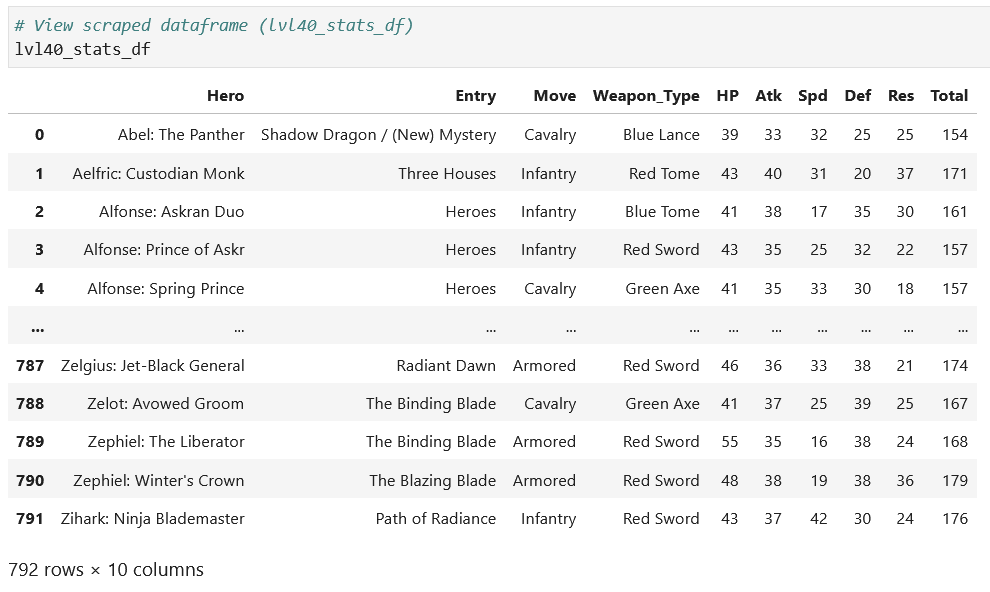 # View scraped dataframe (lvl40_stats_df)
lvl40_stats_df
Hero Entry Move Weapon_Type HP Atk Spd Def Res Total
0 Abel: The Panther Shadow Dragon / (New) Mystery Cavalry Blue Lance 39 33 32 25 25 154
1 Aelfric: Custodian Monk Three Houses Infantry Red Tome 43 40 31 20 37 171
2 Alfonse: Askran Duo Heroes Infantry Blue Tome 41 38 17 35 30 161
3 Alfonse: Prince of Askr Heroes Infantry Red Sword 43 35 25 32 22 157
4 Alfonse: Spring Prince Heroes Cavalry Green Axe 41 35 33 30 18 157
... ... ... ... ... ... ... ... ... ... ...
787 Zelgius: Jet-Black General Radiant Dawn Armored Red Sword 46 36 33 38 21 174
788 Zelot: Avowed Groom The Binding Blade Cavalry Green Axe 41 37 25 39 25 167
789 Zephiel: The Liberator The Binding Blade Armored Red Sword 55 35 16 38 24 168
790 Zephiel: Winter's Crown The Blazing Blade Armored Red Sword 48 38 19 38 36 179
791 Zihark: Ninja Blademaster Path of Radiance Infantry Red Sword 43 37 42 30 24 176
792 rows × 10 columns